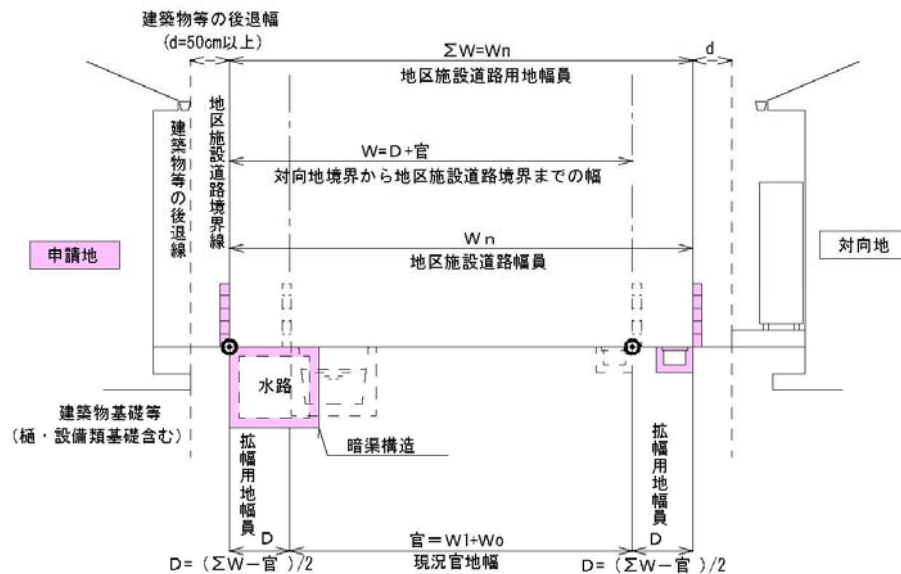 建築物等の後退幅
(d=50cm以上)
ΣW=Wn
d
地区施設道路用地幅員
建築物等の後退線
地区施設道路境界線
W=D+官
対向地境界から地区施設道路境界までの幅
Wn
地区施設道路幅員
申請地
対向地
水路
建築物基礎等
(樋・設備類基礎含む)
暗渠構造
拡幅用地幅員
拡幅用地幅員
D
官=W1+Wo
D
現況官地幅
D=(ΣW-官)/2
D=(ΣW-官)/2